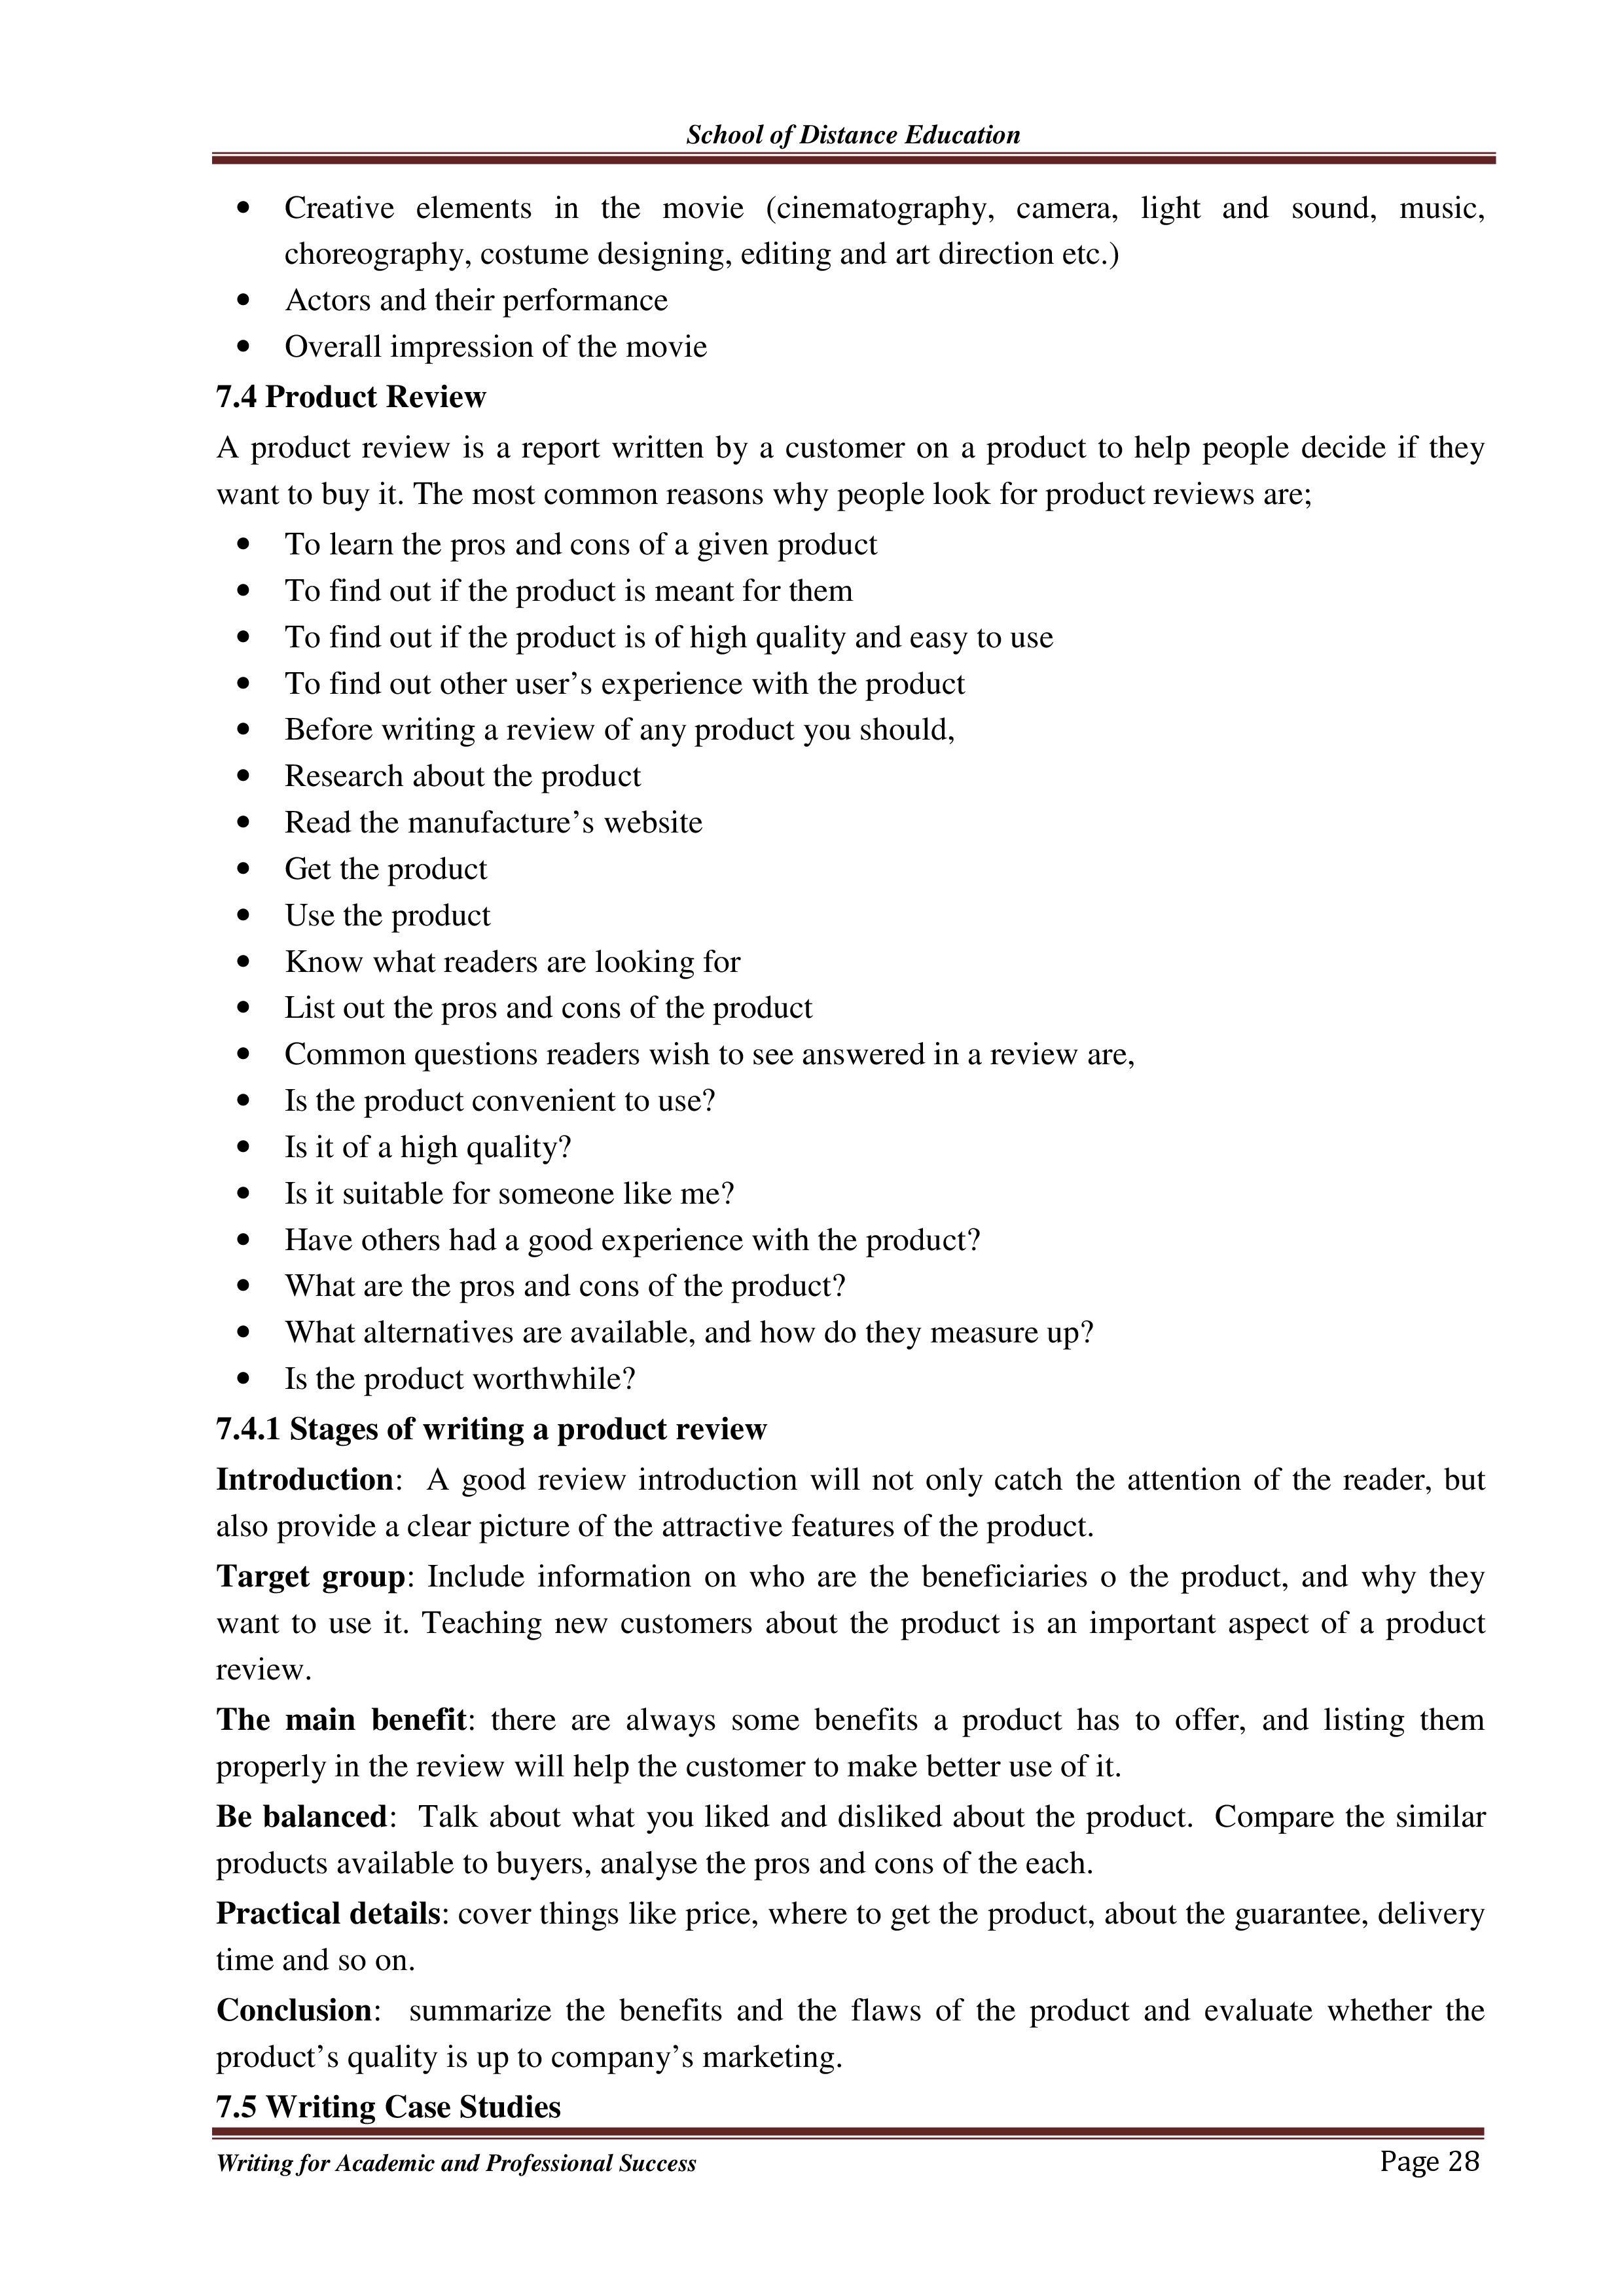 School of Distance Education
• Creative elements in the movie (cinematography, camera, light and sound, music,
choreography, costume designing, editing and art direction etc.)
• Actors and their performance
• Overall impression of the movie
7.4 Product Review
A product review is a report written by a customer on a product to help people decide if they
want to buy it. The most common reasons why people look for product reviews are;
• To learn the pros and cons of a given product
• To find out if the product is meant for them
• To find out if the product is of high quality and easy to use
• To find out other user’s experience with the product
• Before writing a review of any product you should,
• Research about the product
• Read the manufacture’s website
• Get the product
• Use the product
• Know what readers are looking for
• List out the pros and cons of the product
• Common questions readers wish to see answered in a review are,
• Is the product convenient to use?
• Is it of a high quality?
• Is it suitable for someone like me?
• Have others had a good experience with the product?
• What are the pros and cons of the product?
• What alternatives are available, and how do they measure up?
• Is the product worthwhile?
7.4.1 Stages of writing a product review
Introduction: A good review introduction will not only catch the attention of the reader, but
also provide a clear picture of the attractive features of the product.
Target group: Include information on who are the beneficiaries o the product, and why they
want to use it. Teaching new customers about the product is an important aspect of a product
review.
The main benefit: there are always some benefits a product has to offer, and listing them
properly in the review will help the customer to make better use of it.
Be balanced: Talk about what you liked and disliked about the product. Compare the similar
products available to buyers, analyse the pros and cons of the each.
Practical details: cover things like price, where to get the product, about the guarantee, delivery
time and so on.
Conclusion: summarize the benefits and the flaws of the product and evaluate whether the
product’s quality is up to company’s marketing.
7.5 Writing Case Studies
Writing for Academic and Professional Success Page 28